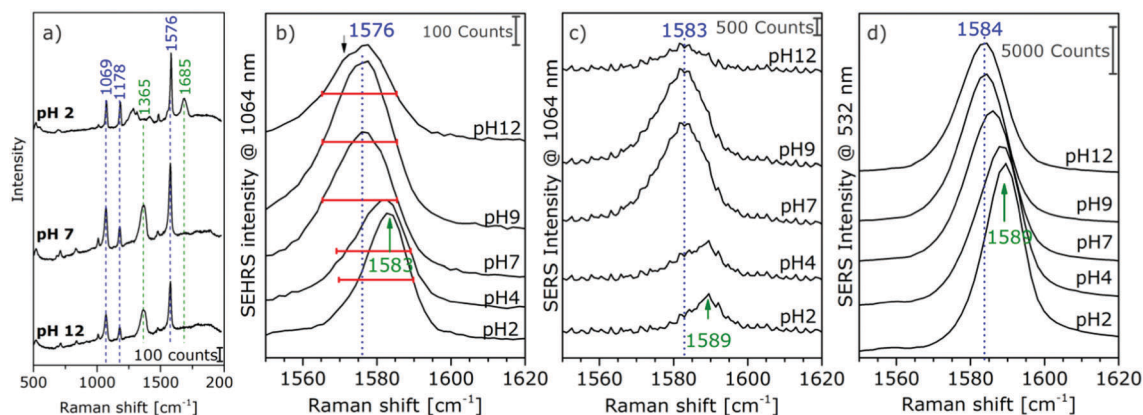 a)
1069
1178
1365
1576
1685
pH 2
pH 7
pH 12
100 counts
Intensity
500 1000 1500 200
Raman shift [cm⁻¹]
b)
1576
100 Counts
pH12
pH9
pH7
1583
pH4
pH2
SEHRS Intensity @ 1064 nm
1560 1580 1600 1620
Raman shift [cm⁻¹]
c)
1583
500 Counts
pH12
pH9
pH7
pH4
pH2
1589
SERS Intensity @ 1064 nm
1560 1580 1600 1620
Raman shift [cm⁻¹]
d)
1584
5000 Counts
pH12
pH9
1589
pH7
pH4
pH2
SERS Intensity @ 532 nm
1560 1580 1600 1620
Raman shift [cm⁻¹]